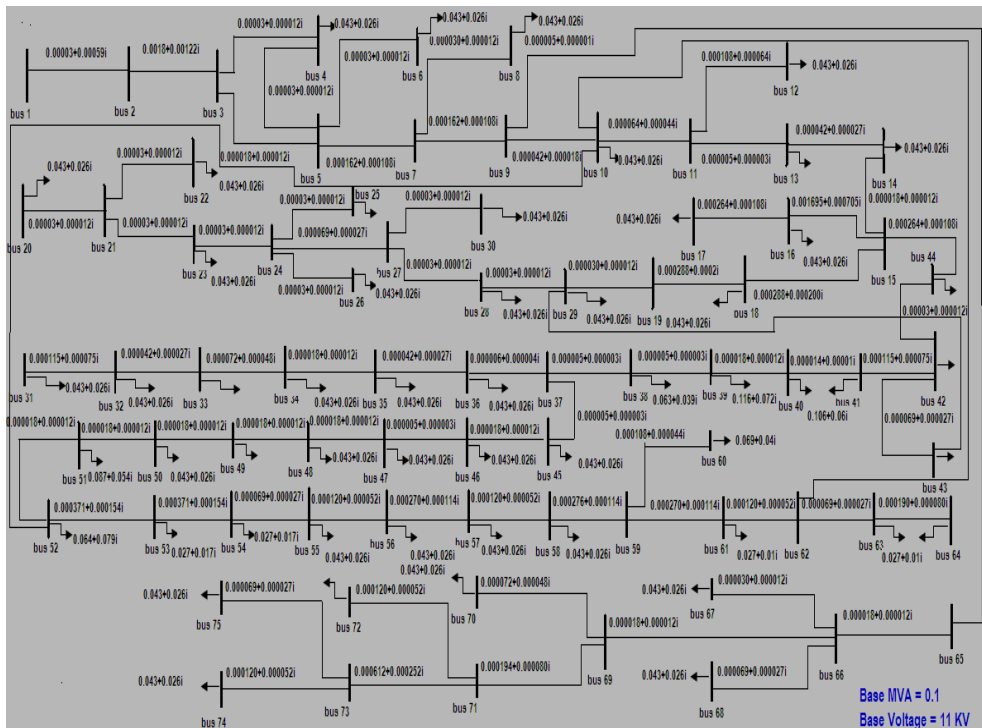 0.043+0.026i 0.043+0.026i 0.043+0.026i
0.00003+0.00059i 0.0018+0.00122i 0.00003+0.000012i bus 4 0.00003+0.000012i bus 6 0.000030+0.000012i bus 8 0.000005+0.000001i
0.00003+0.000012i
0.000108+0.000064i bus 12 0.043+0.026i
bus 1 bus 2 bus 3
0.000162+0.000108i 0.000064+0.000044i 0.000042+0.000027i 0.043+0.026i
bus 5 0.000162+0.000108i bus 7 0.000042+0.000018i bus 9 bus 10 0.043+0.026i bus 11 0.000005+0.000003i bus 13 0.043+0.026i bus 14
0.043+0.026i 0.00003+0.000012i 0.000018+0.000012i
bus 22 0.043+0.026i bus 25
0.00003+0.000012i 0.00003+0.000012i 0.000018+0.000012i
bus 20 0.00003+0.000012i bus 21 0.00003+0.000012i 0.00003+0.000012i 0.000069+0.000027i 0.043+0.026i
bus 30
0.043+0.026i 0.000264+0.000108i 0.001695+0.000705i 0.000264+0.000108i
bus 17 bus 16 0.043+0.026i bus 15 bus 44
bus 23 0.043+0.026i bus 24 bus 26 0.043+0.026i bus 27 0.00003+0.000012i
0.00003+0.000012i 0.000030+0.000012i 0.000288+0.0002i 0.000288+0.000200i
bus 28 0.043+0.026i bus 29 0.043+0.026i bus 19 0.043+0.026i bus 18
0.00003+0.000012i
0.000115+0.000075i 0.000042+0.000027i 0.000072+0.000048i 0.000018+0.000012i 0.000042+0.000027i 0.000006+0.000004i 0.000005+0.000003i 0.000005+0.000003i 0.000018+0.000012i 0.000014+0.00001i 0.000115+0.000075i
bus 31 0.043+0.026i bus 32 0.043+0.026i bus 33 0.043+0.026i bus 34 0.043+0.026i bus 35 0.043+0.026i bus 36 0.043+0.026i bus 37 bus 38 0.063+0.039i bus 39 0.116+0.072i bus 40 0.106+0.06i bus 41 bus 42
0.000069+0.000027i
0.000005+0.000003i
0.000018+0.000012i 0.000018+0.000012i 0.000018+0.000012i 0.000018+0.000012i 0.000018+0.000012i 0.000005+0.000003i 0.000018+0.000012i
bus 51 0.087+0.054i bus 50 0.043+0.026i bus 49 bus 48 0.043+0.026i bus 47 0.043+0.026i bus 46 0.043+0.026i bus 45 0.043+0.026i
0.000108+0.000044i 0.069+0.04i
bus 60
bus 43
0.000371+0.000154i 0.000371+0.000154i 0.000069+0.000027i 0.000120+0.000052i 0.000270+0.000114i 0.000120+0.000052i 0.000276+0.000114i 0.000270+0.000114i 0.000120+0.000052i 0.000069+0.000027i 0.000190+0.000080i
bus 52 0.064+0.079i bus 53 0.027+0.017i bus 54 0.027+0.017i bus 55 0.043+0.026i bus 56 0.043+0.026i bus 57 0.043+0.026i bus 58 0.043+0.026i bus 59 bus 61 0.027+0.01i bus 62 bus 63 0.027+0.01i bus 64
0.043+0.026i 0.043+0.026i
0.043+0.026i 0.000069+0.000027i 0.043+0.026i 0.000120+0.000052i 0.000072+0.000048i 0.043+0.026i 0.000030+0.000012i
bus 75 bus 72 bus 70 bus 67
0.000018+0.000012i 0.000018+0.000012i
bus 65
0.043+0.026i 0.000120+0.000052i 0.000612+0.000252i 0.000194+0.000080i bus 69 0.043+0.026i 0.000069+0.000027i bus 66
bus 74 bus 73 bus 71 bus 68
Base MVA = 0.1
Base Voltage = 11 KV